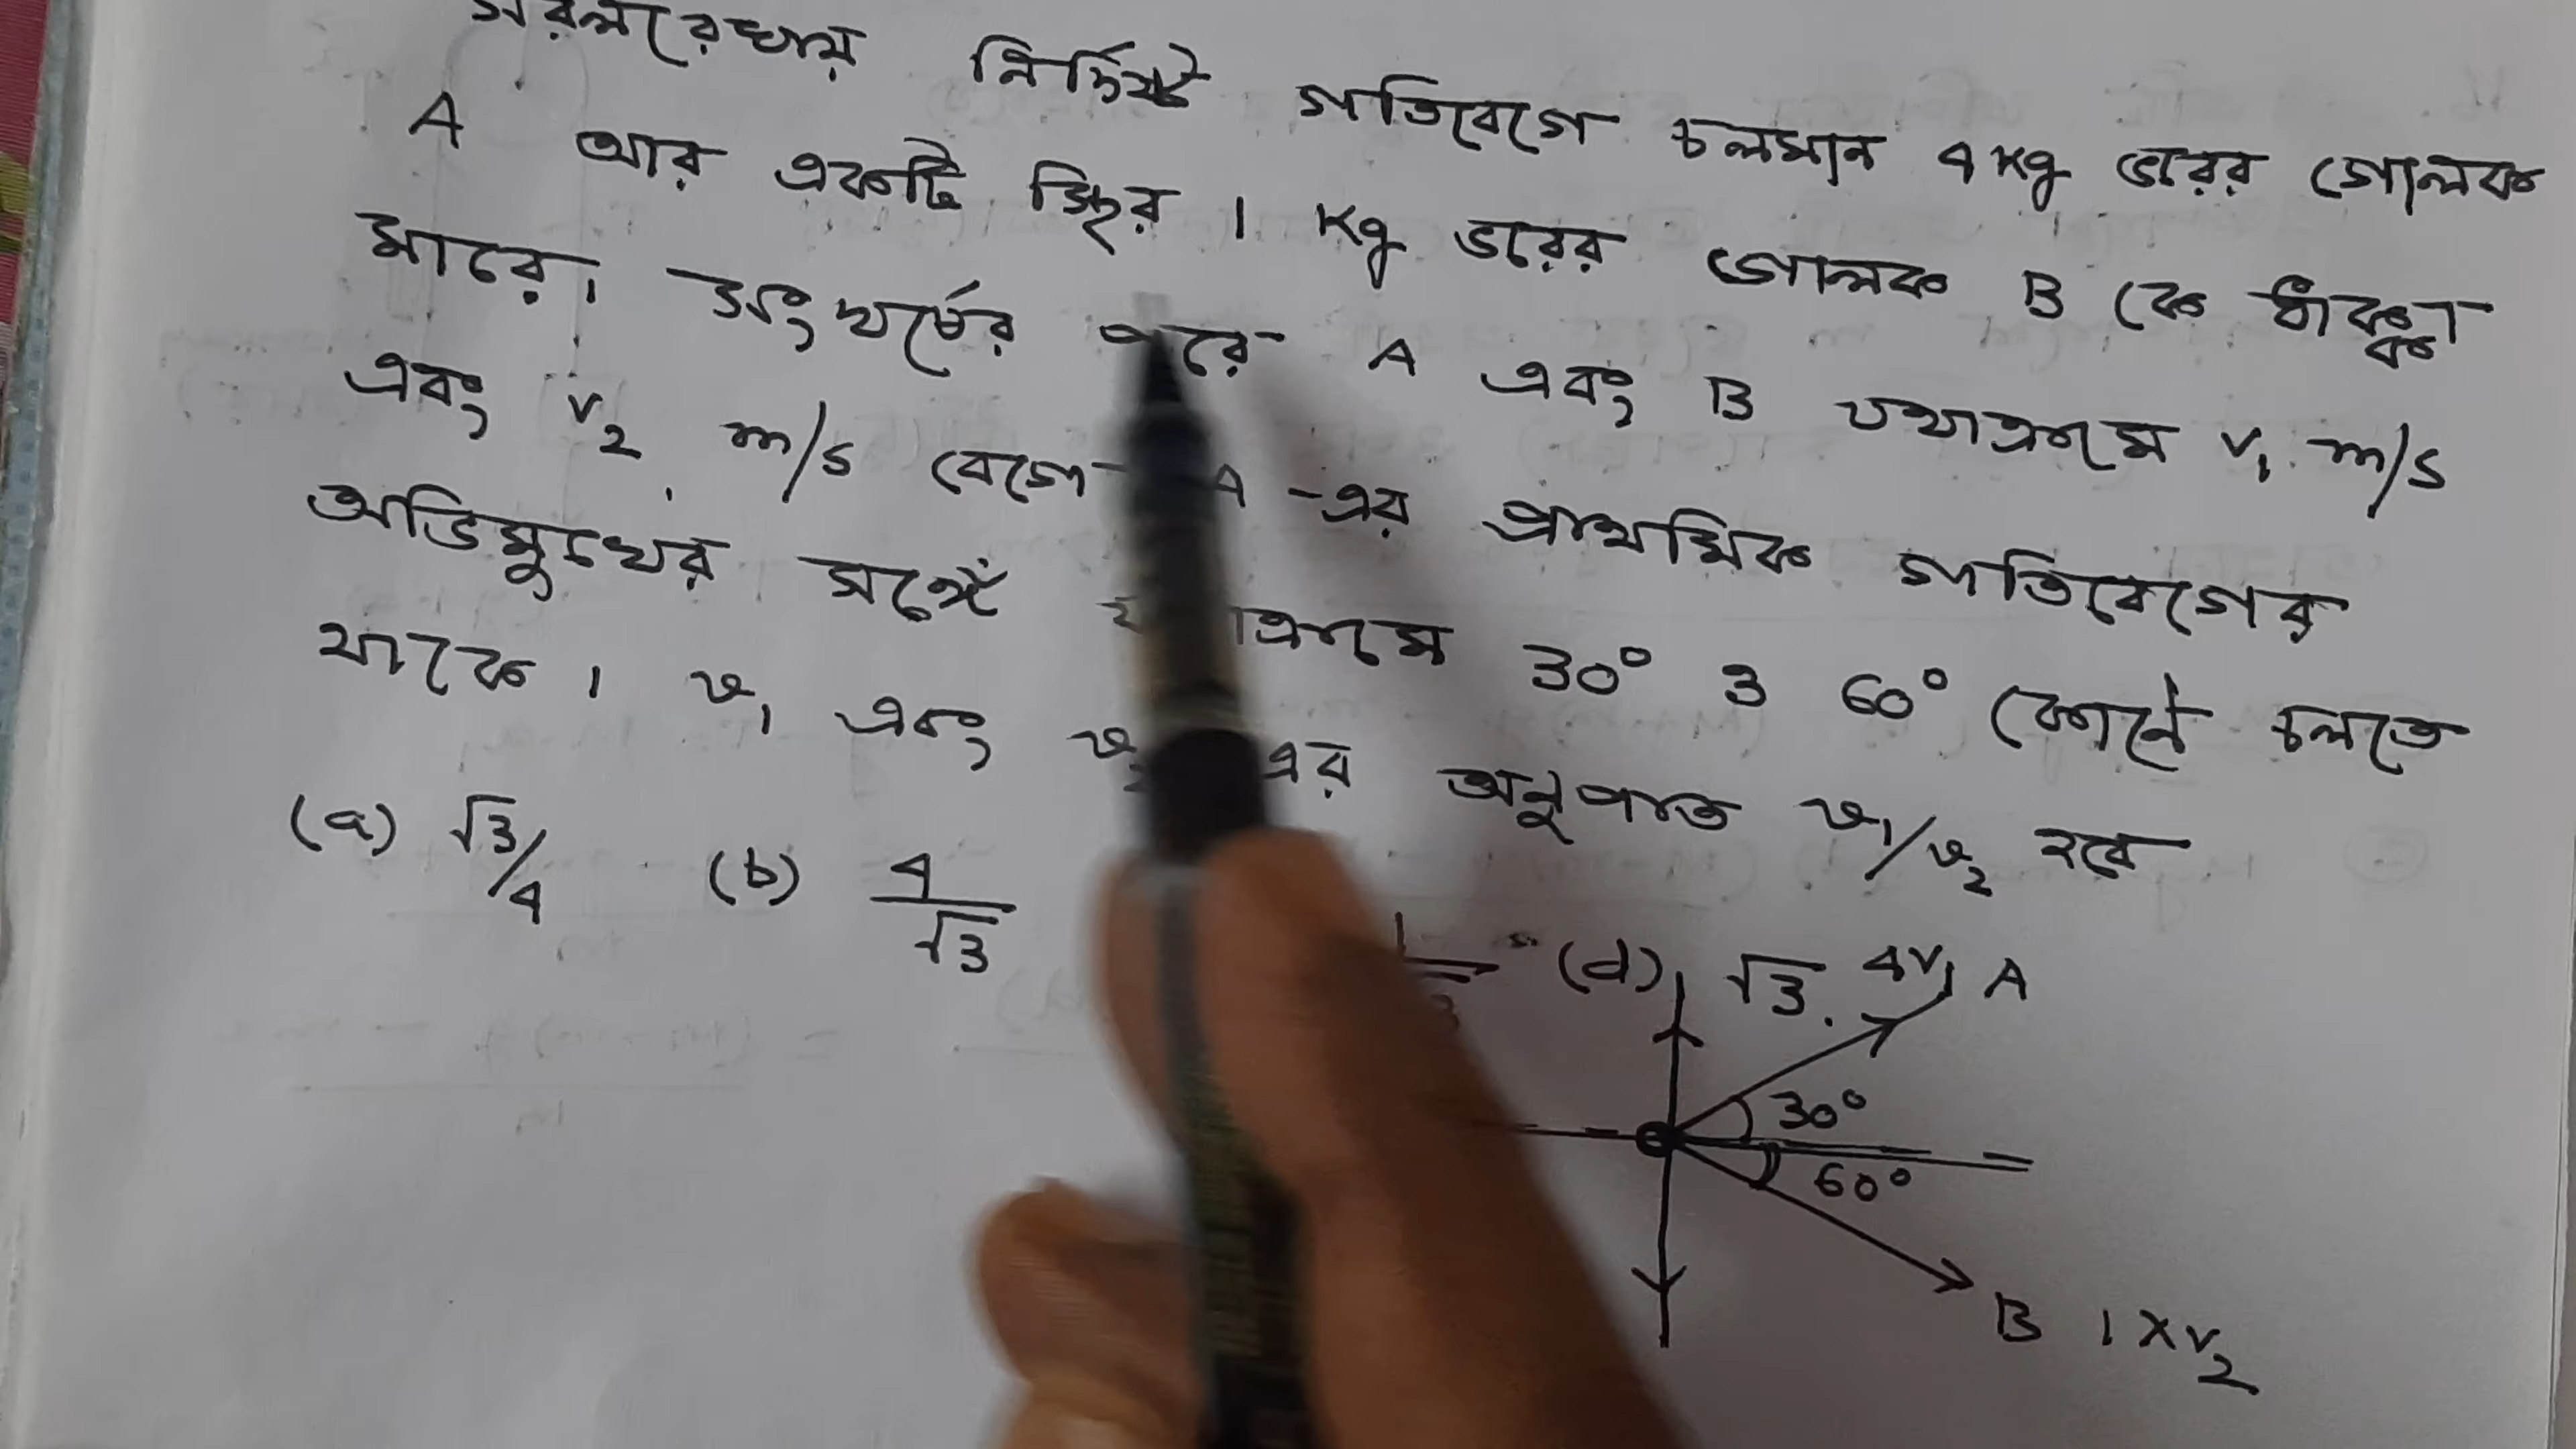 সরলরেখায় নির্দিষ্ট গতিবেগে চলমান 4 Kg ভরের গোলক
A আর একটি স্থির 1 Kg ভরের গোলক B কে ধাক্কা
মারে। সংঘর্ষের পরে A এবং B যথাক্রমে v₁ m/s
এবং v₂ m/s বেগে A -এর প্রাথমিক গতিবেগের
অভিমুখের সঙ্গে 30° ও 60° কোণে চলতে
থাকে। v₁ এবং v₂ এর অনুপাত v₁/v₂ হবে
(a) √3/4 (b) 4/√3 (d) √3.
4v₁ A
30°
60°
B 1 X v₂